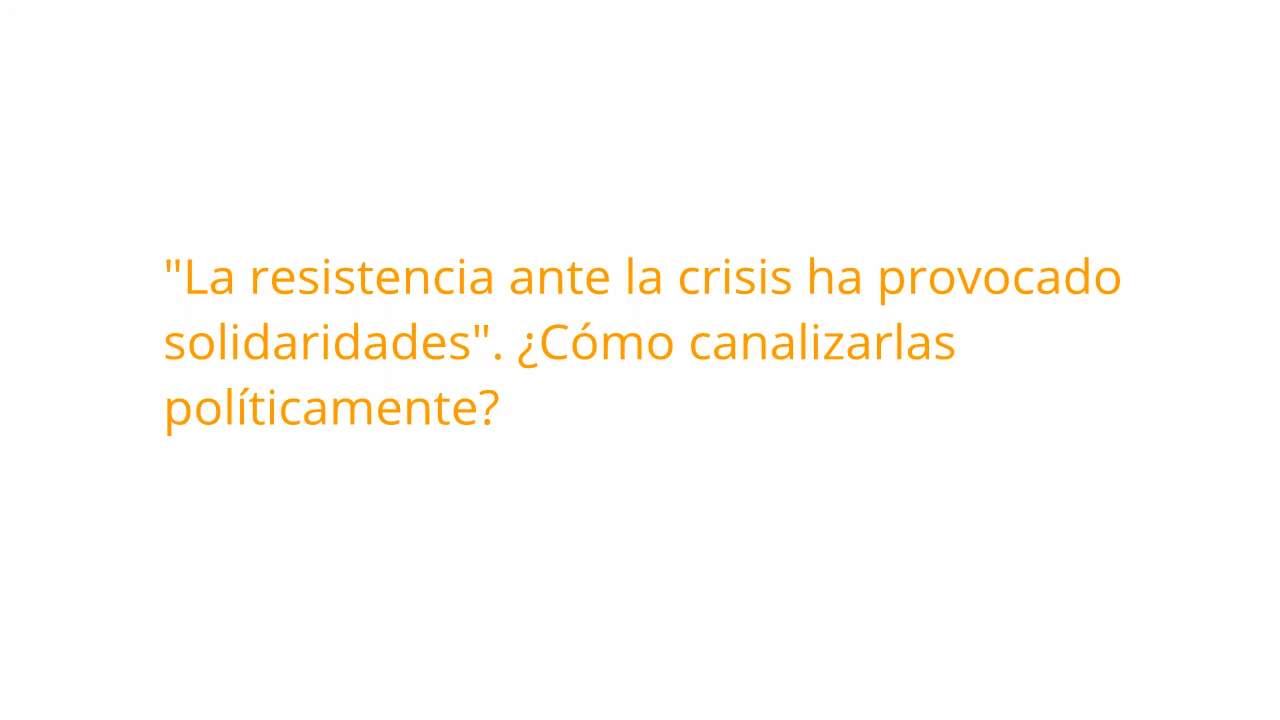 "La resistencia ante la crisis ha provocado
solidaridades". ¿Cómo canalizarlas
políticamente?